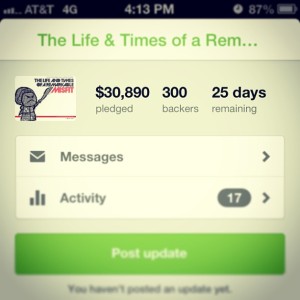 AT&T 4G 4:13 PM 87%
The Life & Times of a Rem...
THE LIFE AND TIMES
OF A REMARKABLE
MISFIT
$30,890 300 25 days
pledged backers remaining
Messages
Activity 17
Post update
You haven't posted an update yet.